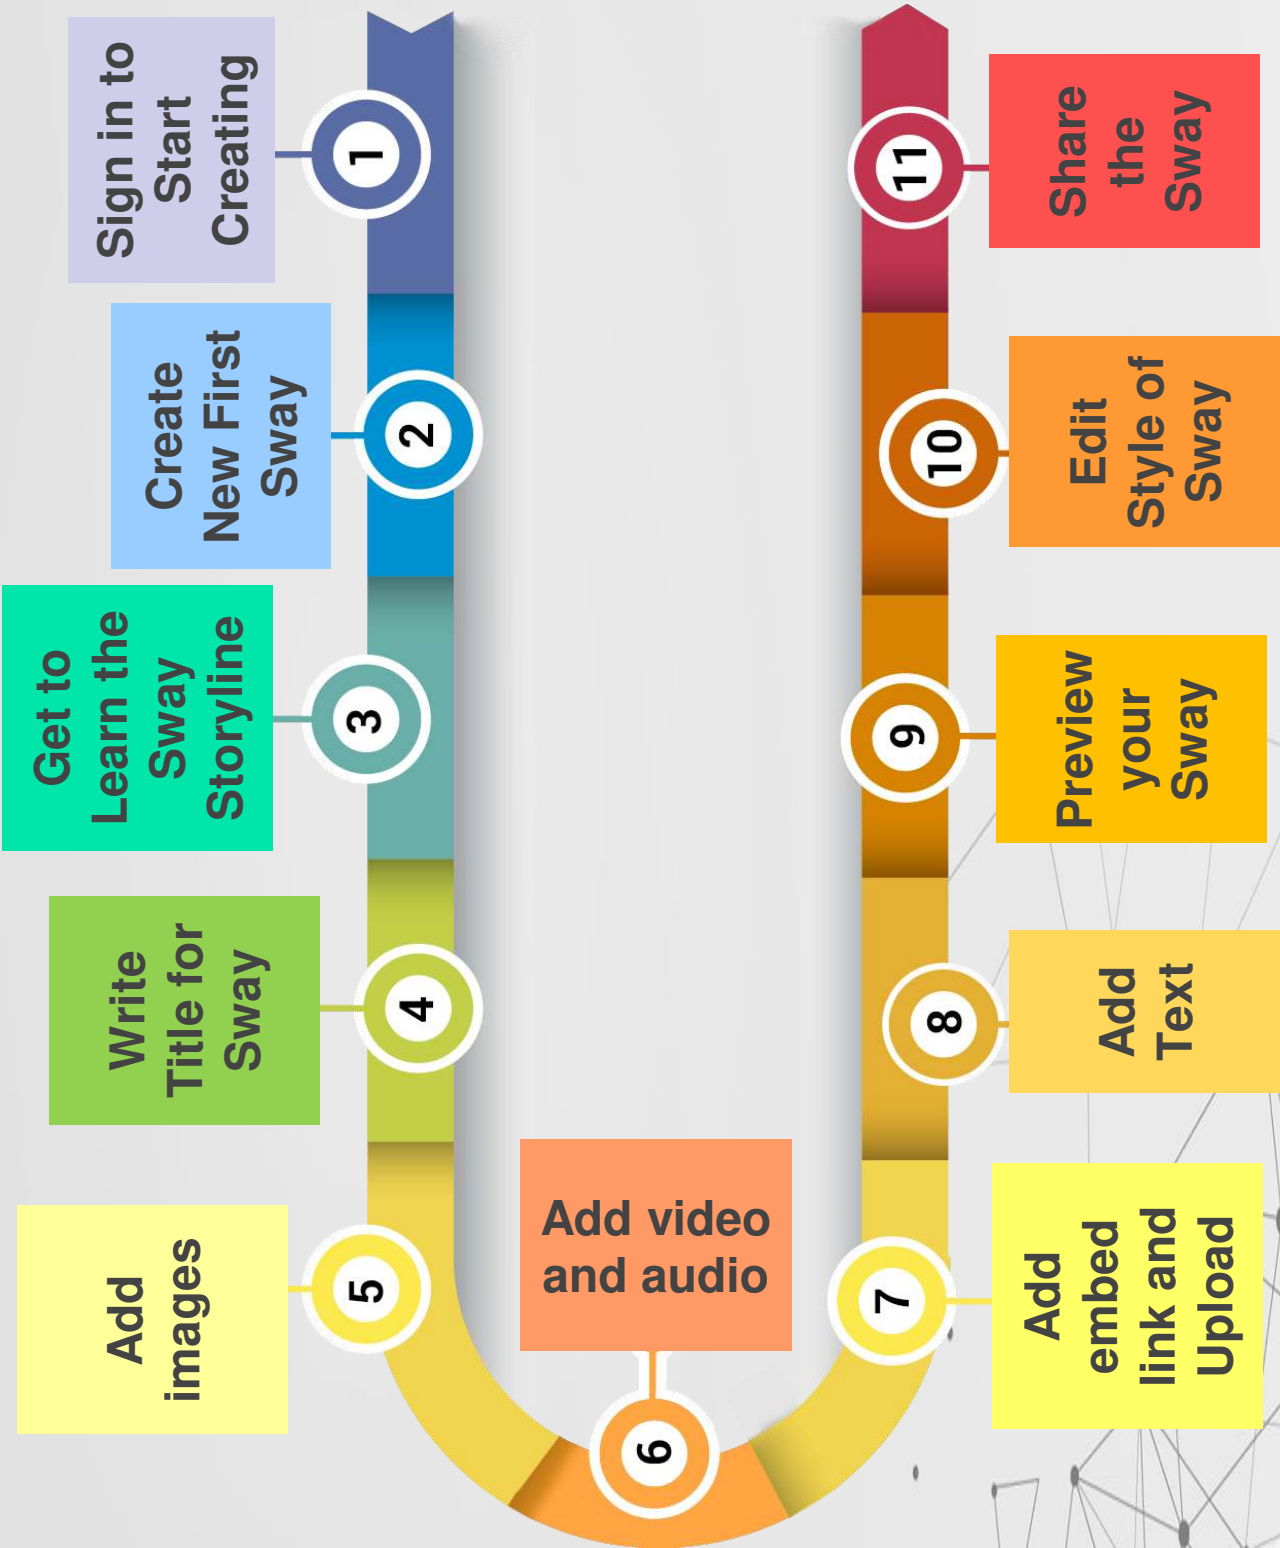 1
Sign in to
Start
Creating
2
Create
New First
Sway
3
Get to
Learn the
Sway
Storyline
4
Write
Title for
Sway
5
Add
images
6
Add video
and audio
7
Add
embed
link and
Upload
8
Add
Text
9
Preview
your
Sway
10
Edit
Style of
Sway
11
Share
the
Sway